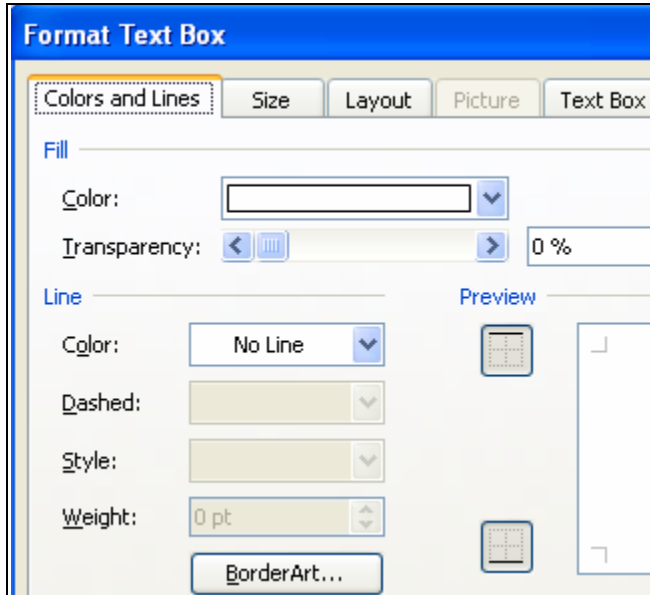 Format Text Box
Colors and Lines Size Layout Picture Text Box
Fill
Color:
Transparency: 0 %
Line Preview
Color: No Line
Dashed:
Style:
Weight: 0 pt
BorderArt...